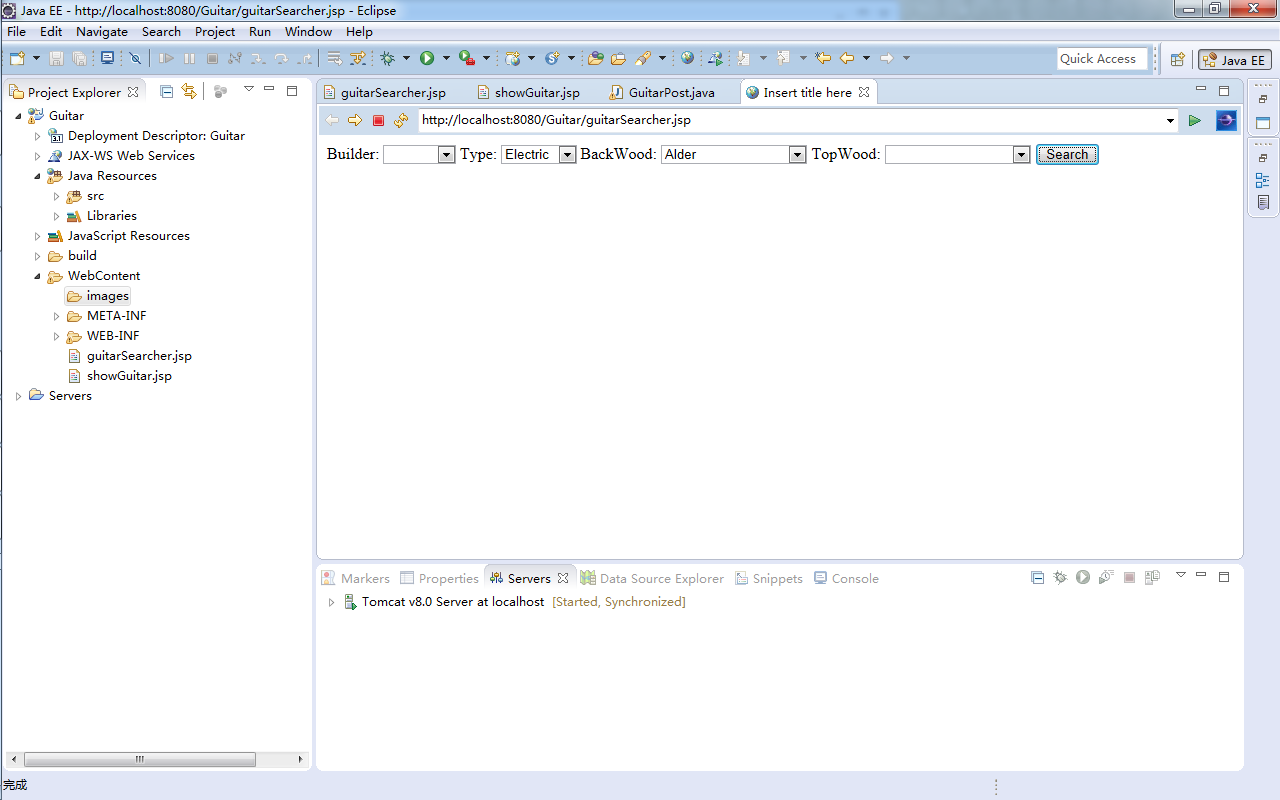 Java EE - http://localhost:8080/Guitar/guitarSearcher.jsp - Eclipse
File Edit Navigate Search Project Run Window Help
Quick Access
Java EE
Project Explorer
guitarSearcher.jsp
showGuitar.jsp
GuitarPost.java
Insert title here
http://localhost:8080/Guitar/guitarSearcher.jsp
Builder: Type: Electric BackWood: Alder TopWood: Search
Guitar
Deployment Descriptor: Guitar
JAX-WS Web Services
Java Resources
src
Libraries
JavaScript Resources
build
WebContent
images
META-INF
WEB-INF
guitarSearcher.jsp
showGuitar.jsp
Servers
Markers Properties Servers Data Source Explorer Snippets Console
Tomcat v8.0 Server at localhost [Started, Synchronized]
完成